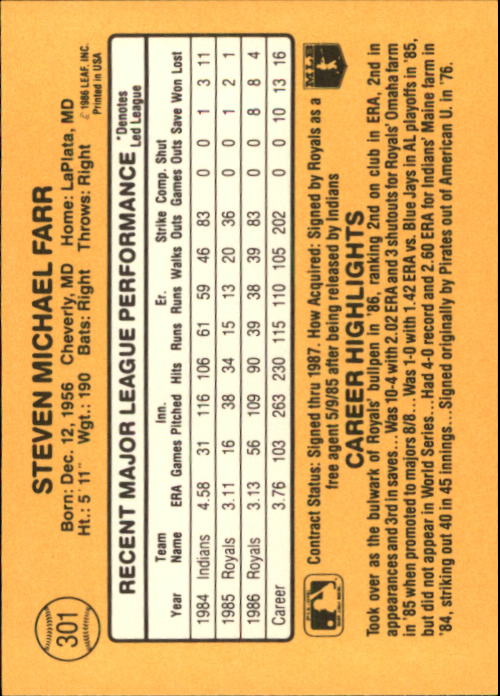 301
STEVEN MICHAEL FARR
Born: Dec. 12, 1956 Cheverly, MD Home: LaPlata, MD
Ht.: 5' 11" Wgt.: 190 Bats: Right Throws: Right
© 1986 LEAF, INC.
Printed in USA
RECENT MAJOR LEAGUE PERFORMANCE *Denotes Led League
Team Inn. Er. Strike Comp. Shut
Year Name ERA Games Pitched Hits Runs Runs Walks Outs Games Outs Save Won Lost
1984 Indians 4.58 31 116 106 61 59 46 83 0 0 1 3 11
1985 Royals 3.11 16 38 34 15 13 20 36 0 0 1 2 1
1986 Royals 3.13 56 109 90 39 38 39 83 0 0 8 8 4
Career 3.76 103 263 230 115 110 105 202 0 0 10 13 16
Contract Status: Signed thru 1987. How Acquired: Signed by Royals as a
free agent 5/9/85 after being released by Indians
MLB
CAREER HIGHLIGHTS
Took over as the bulwark of Royals' bullpen in '86, ranking 2nd on club in ERA, 2nd in
appearances and 3rd in saves...Was 10-4 with 2.02 ERA and 3 shutouts for Royals' Omaha farm
in '85 when promoted to majors 8/8...Was 1-0 with 1.42 ERA vs. Blue Jays in AL playoffs in '85,
but did not appear in World Series...Had 4-0 record and 2.60 ERA for Indians' Maine farm in
'84, striking out 40 in 45 innings...Signed originally by Pirates out of American U. in '76.